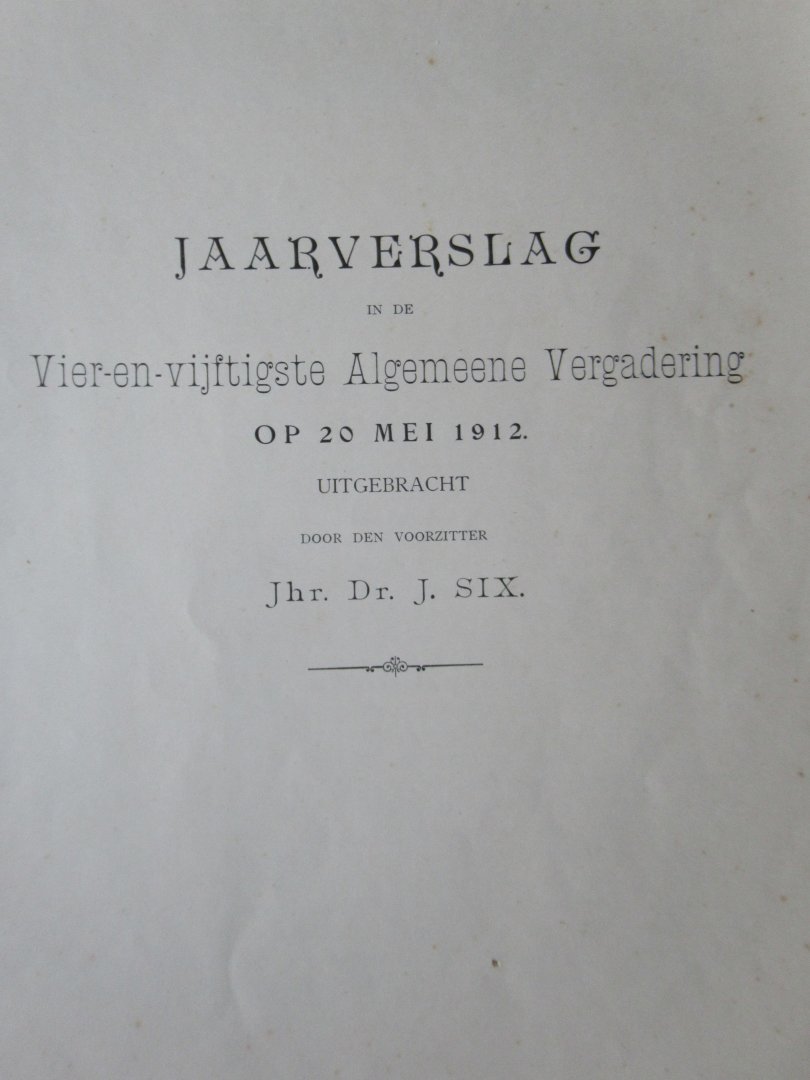 JAARVERSLAG
IN DE
Vier-en-vijftigste Algemeene Vergadering
OP 20 MEI 1912.
UITGEBRACHT
DOOR DEN VOORZITTER
Jhr. Dr. J. SIX.